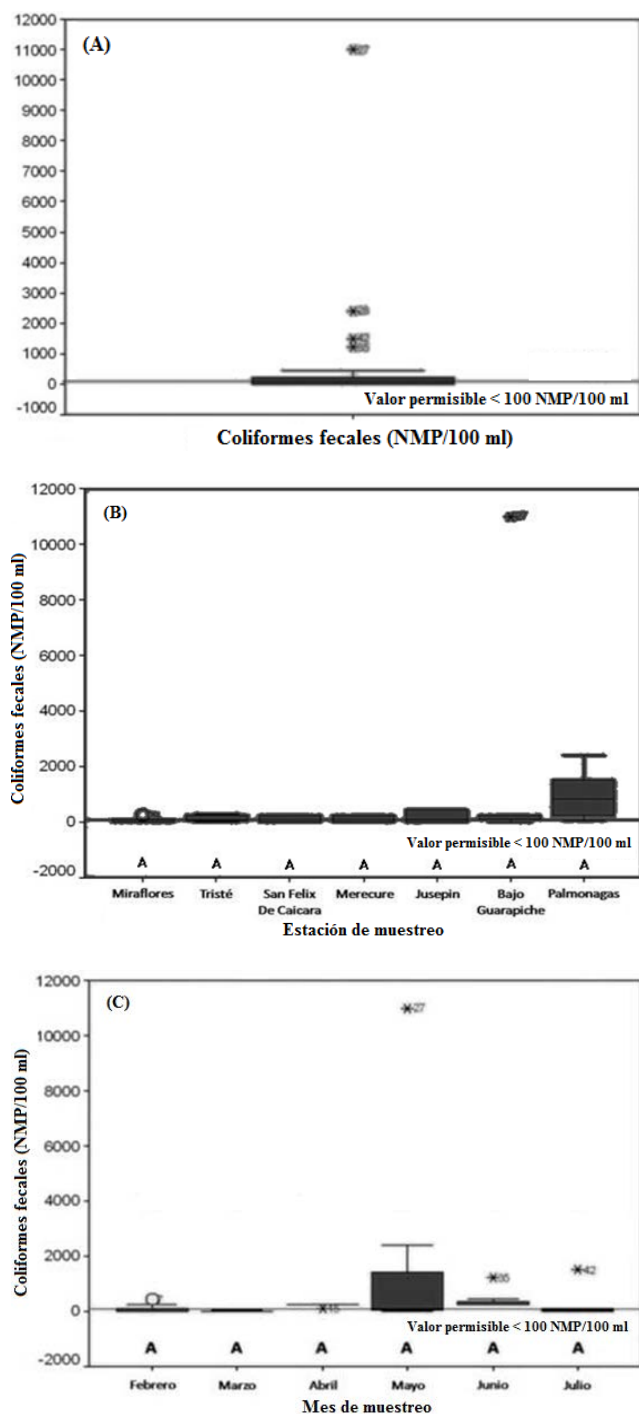 12000
(A)
11000
10000
9000
8000
7000
6000
5000
4000
3000
2000
1000
0
-1000
Valor permisible < 100 NMP/100 ml
Coliformes fecales (NMP/100 ml)
12000
(B)
10000
8000
6000
4000
2000
0
-2000
Coliformes fecales (NMP/100 ml)
Valor permisible < 100 NMP/100 ml
A A A A A A A
Miraflores Tristé San Felix De Caicara Merecure Jusepin Bajo Guarapiche Palmonagas
Estación de muestreo
12000
(C)
27
10000
8000
6000
4000
2000
42
0
-2000
Coliformes fecales (NMP/100 ml)
Valor permisible < 100 NMP/100 ml
A A A A A A
Febrero Marzo Abril Mayo Junio Julio
Mes de muestreo